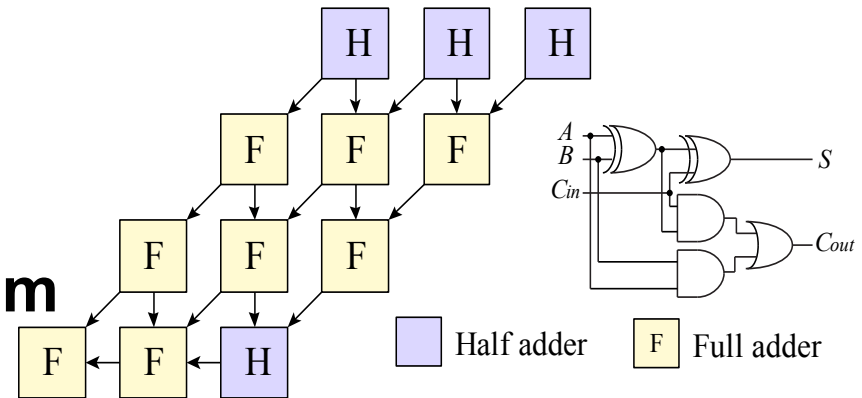 H H H
F F F
A
B
Cin
S
Cout
F F F
m
F F H
Half adder
F Full adder